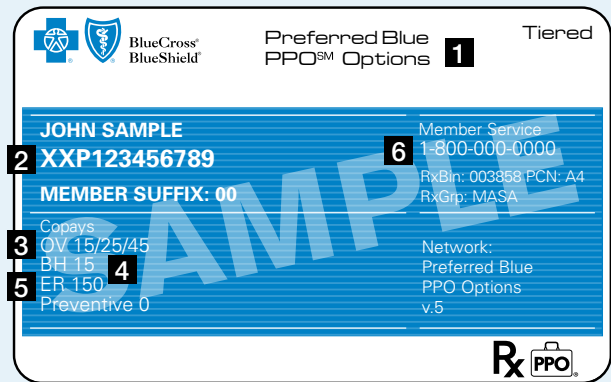 BlueCross®
BlueShield®
Preferred Blue
PPO℠ Options
1
Tiered
JOHN SAMPLE
2
XXP123456789
MEMBER SUFFIX: 00
Member Service
6
1-800-000-0000
RxBin: 003858 PCN: A4
RxGrp: MASA
SAMPLE
Copays
3
OV 15/25/45
BH 15
4
5
ER 150
Preventive 0
Network:
Preferred Blue
PPO Options
v.5
Rx
PPO®